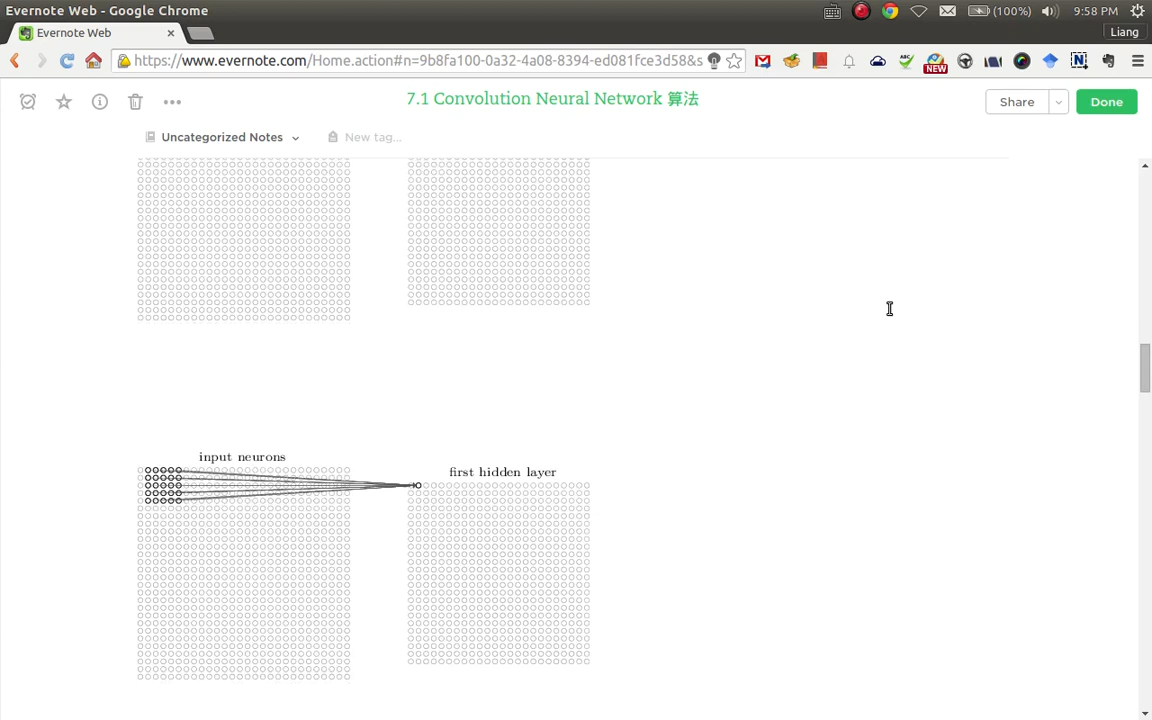 Evernote Web - Google Chrome
(100%)
9:58 PM
Evernote Web
Liang
https://www.evernote.com/Home.action#n=9b8fa100-0a32-4a08-8394-ed081fce3d58&s
NEW
7.1 Convolution Neural Network 算法
Share
Done
Uncategorized Notes
New tag...
input neurons
first hidden layer